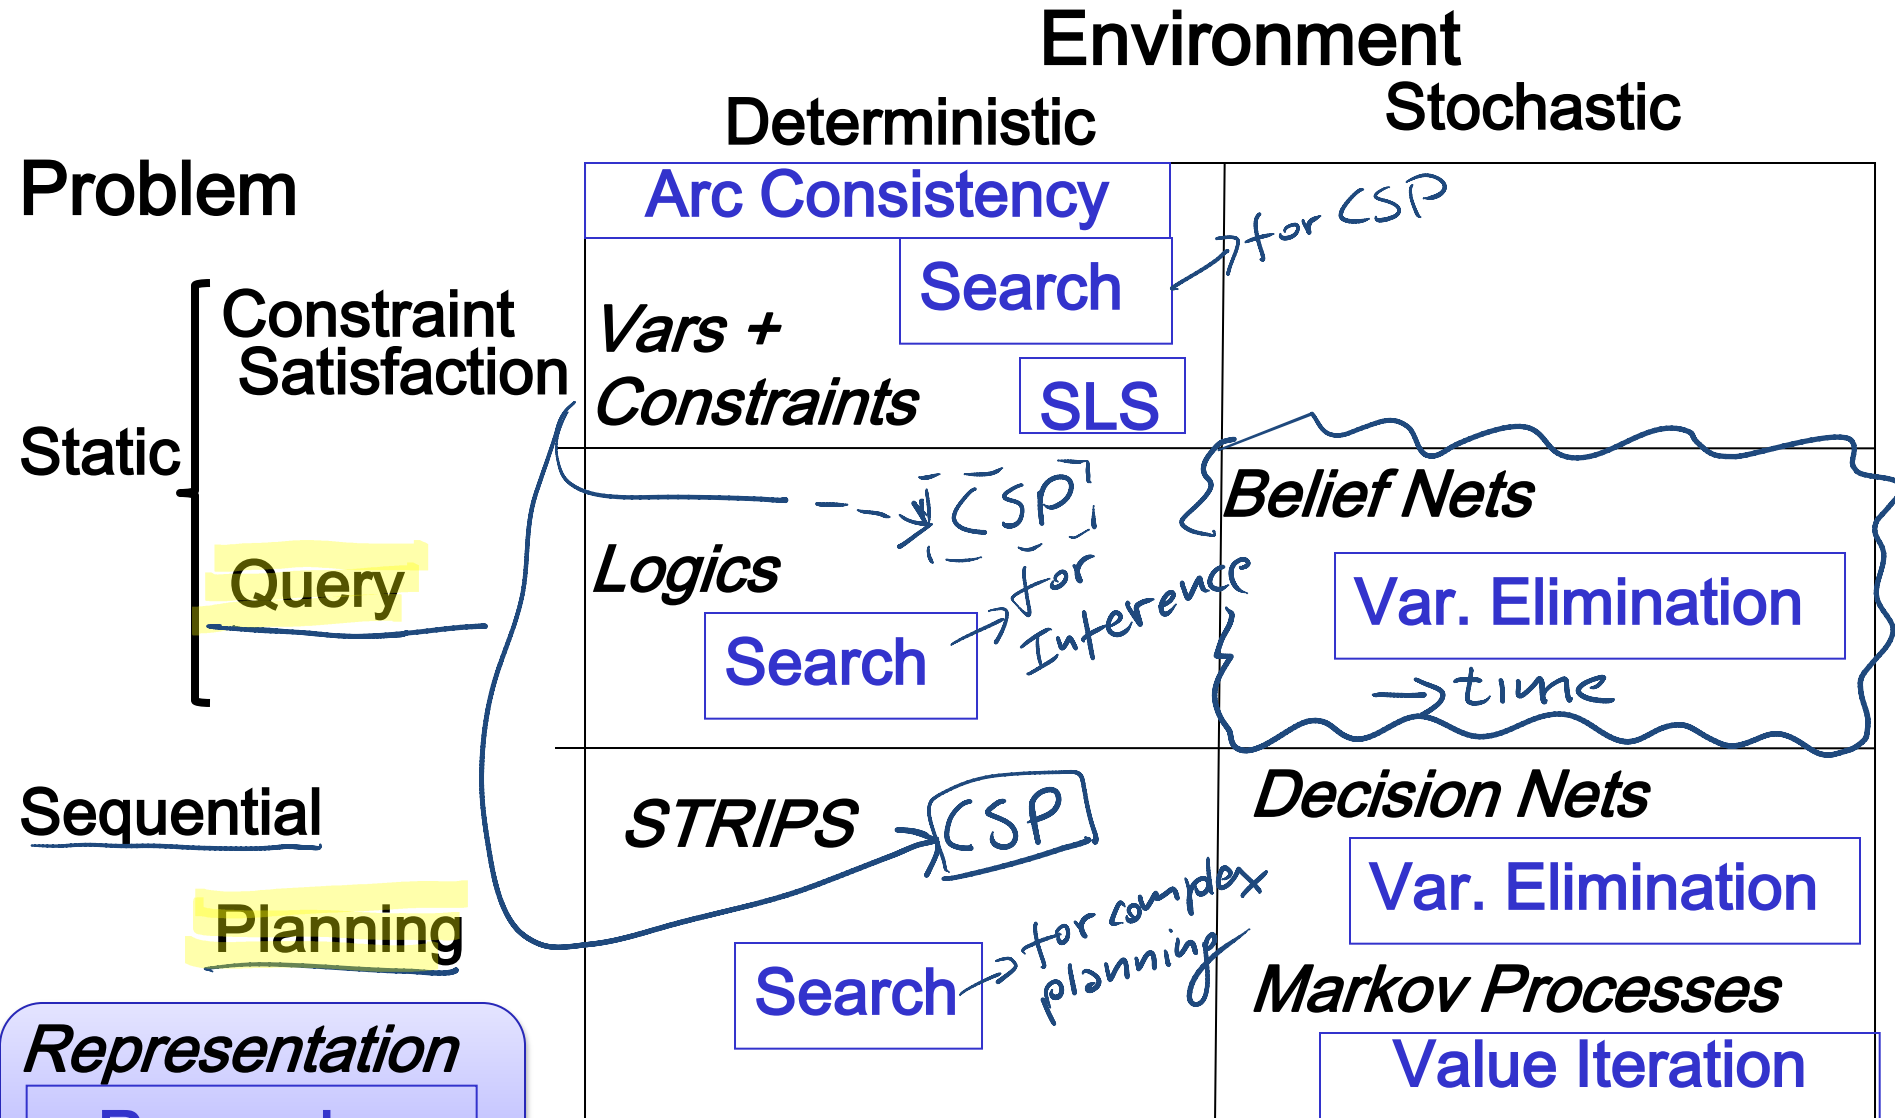 Environment
Deterministic
Stochastic
Problem
Arc Consistency
Search
for CSP
Constraint
Satisfaction
Vars +
Constraints
SLS
Static
Query
CSP
Logics
Search
for
Inference
Belief Nets
Var. Elimination
time
Sequential
Planning
STRIPS
CSP
Search
for complex
planning
Decision Nets
Var. Elimination
Markov Processes
Value Iteration
Representation